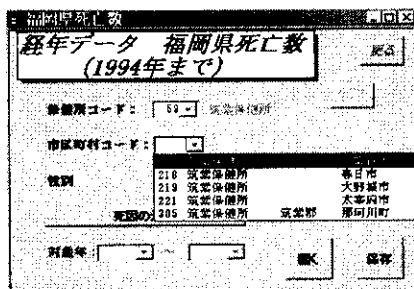 福岡県死亡数
経年データ 福岡県死亡数
(1994年まで)
戻る
保健所コード: 59 筑紫保健所
市区町村コード:
218 筑紫保健所 春日市
219 筑紫保健所 大野城市
221 筑紫保健所 太宰府市
305 筑紫保健所 筑紫郡 那珂川町
性別
死因の
対象年: ～
保存